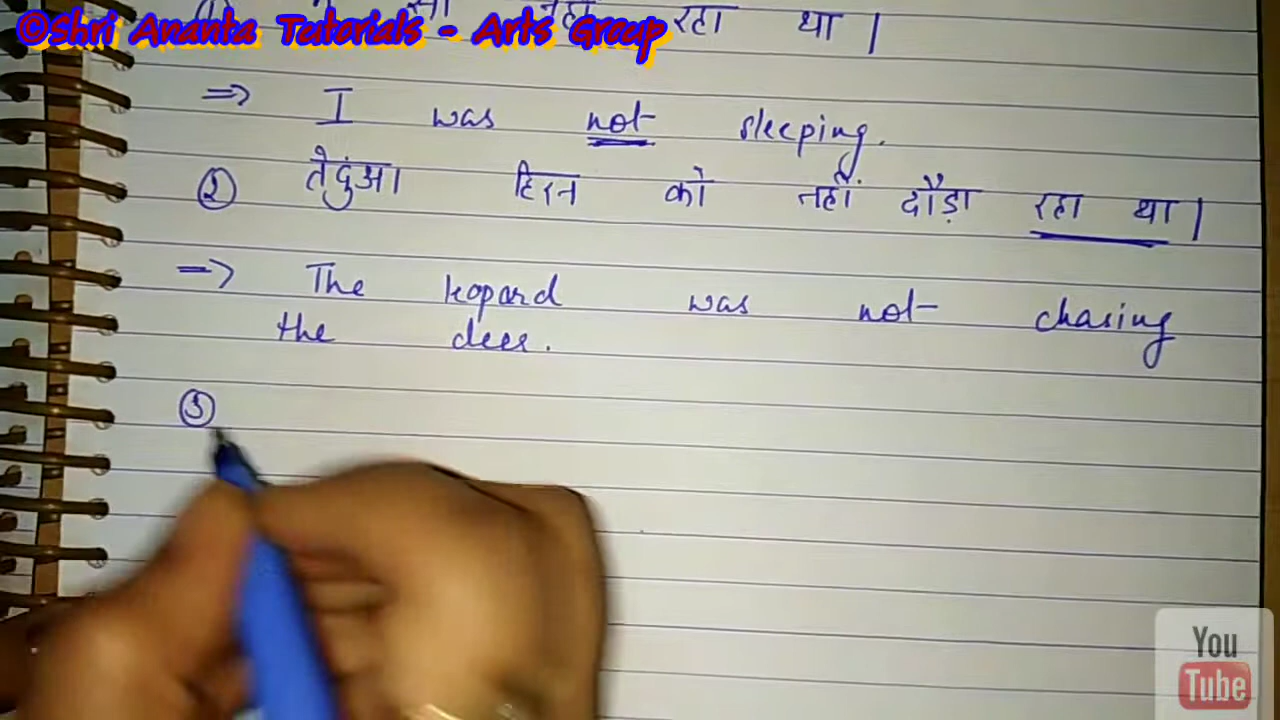 ©Shri Ananta Tutorials - Arts Group
रहा था |
⇒ I was not sleeping.
② तेदुंआ हिरन को नहीं दौड़ा रहा था |
→ The leopard was not chasing
the deer.
③
You
Tube